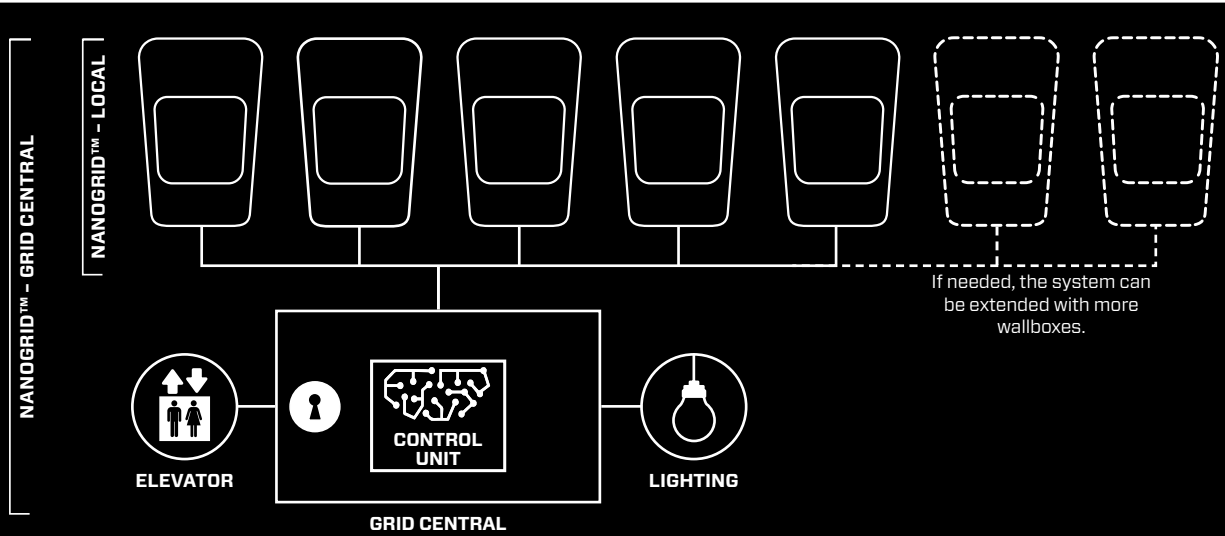 NANOGRID™ – GRID CENTRAL
NANOGRID™ – LOCAL
If needed, the system can
be extended with more
wallboxes.
CONTROL
UNIT
ELEVATOR
LIGHTING
GRID CENTRAL